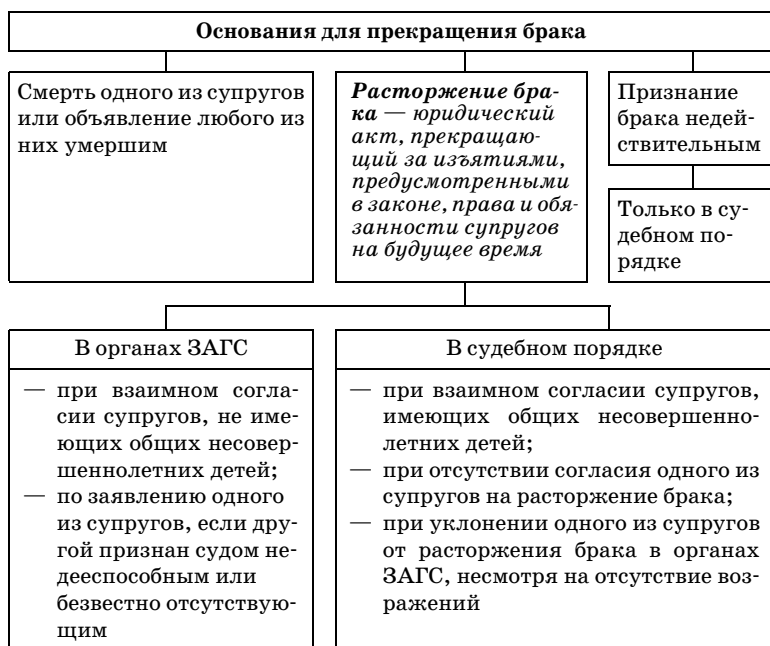 Основания для прекращения брака
Смерть одного из супругов
или объявление любого из
них умершим
Расторжение бра-
ка — юридический
акт, прекращаю-
щий за изъятиями,
предусмотренными
в законе, права и обя-
занности супругов
на будущее время
Признание
брака недей-
ствительным
Только в су-
дебном по-
рядке
В органах ЗАГС
— при взаимном согла-
сии супругов, не име-
ющих общих несовер-
шеннолетних детей;
— по заявлению одного
из супругов, если дру-
гой признан судом не-
дееспособным или
безвестно отсутствую-
щим
В судебном порядке
— при взаимном согласии супругов,
имеющих общих несовершенно-
летних детей;
— при отсутствии согласия одного из
супругов на расторжение брака;
— при уклонении одного из супругов
от расторжения брака в органах
ЗАГС, несмотря на отсутствие воз-
ражений